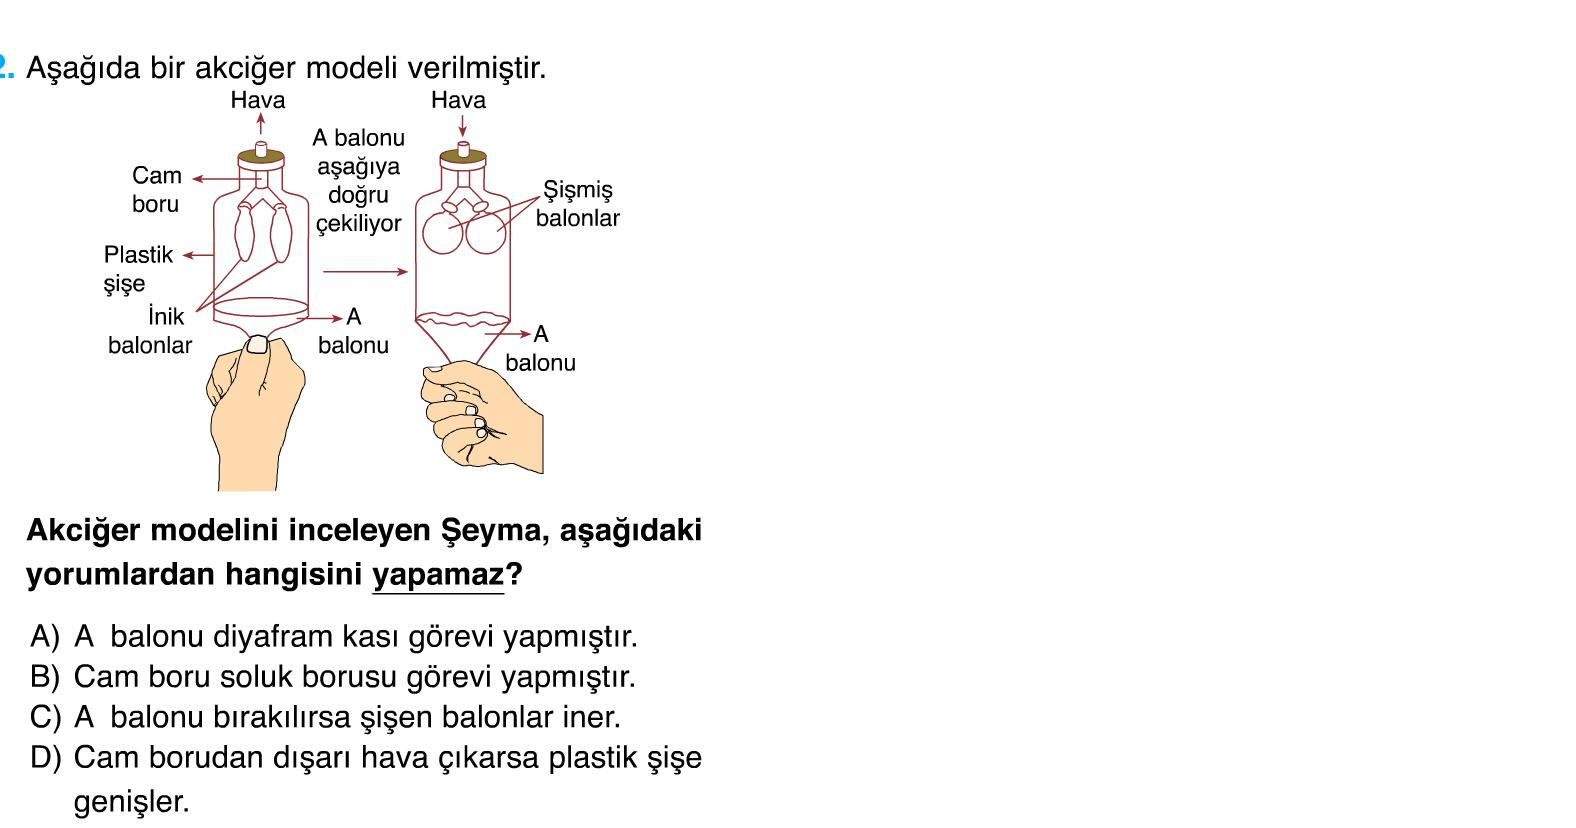 2. Aşağıda bir akciğer modeli verilmiştir.
Hava
Hava
A balonu
aşağıya
doğru
çekiliyor
Cam
boru
Şişmiş
balonlar
Plastik
şişe
İnik
balonlar
A
balonu
A
balonu
Akciğer modelini inceleyen Şeyma, aşağıdaki
yorumlardan hangisini yapamaz?
A) A balonu diyafram kası görevi yapmıştır.
B) Cam boru soluk borusu görevi yapmıştır.
C) A balonu bırakılırsa şişen balonlar iner.
D) Cam borudan dışarı hava çıkarsa plastik şişe
genişler.